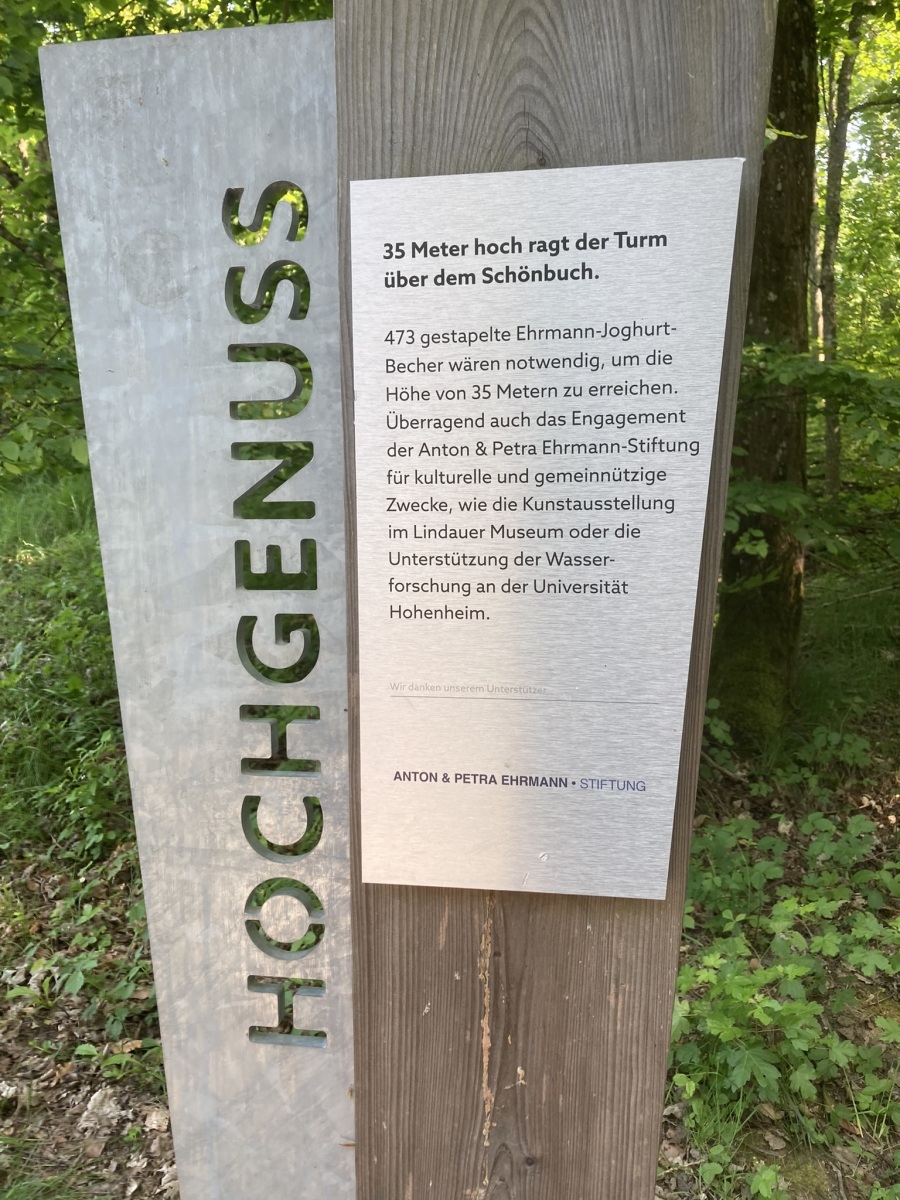 HOCHGENUSS
35 Meter hoch ragt der Turm
über dem Schönbuch.
473 gestapelte Ehrmann-Joghurt-
Becher wären notwendig, um die
Höhe von 35 Metern zu erreichen.
Überragend auch das Engagement
der Anton & Petra Ehrmann-Stiftung
für kulturelle und gemeinnützige
Zwecke, wie die Kunstausstellung
im Lindauer Museum oder die
Unterstützung der Wasser-
forschung an der Universität
Hohenheim.
Wir danken unserem Unterstützer
ANTON & PETRA EHRMANN • STIFTUNG